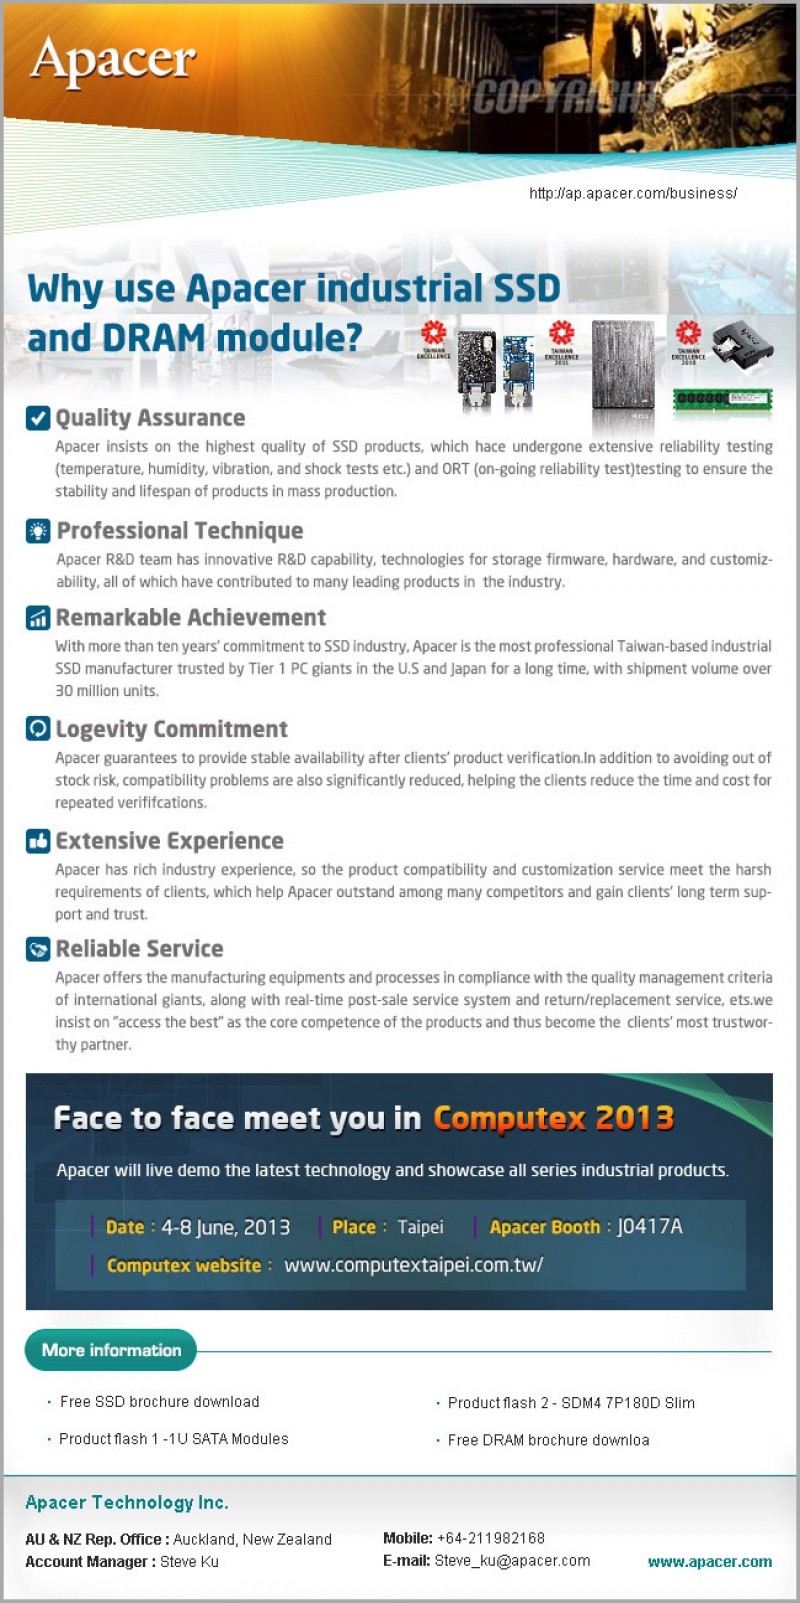 Apacer
COPYRIGHT
http://ap.apacer.com/business/
Why use Apacer industrial SSD
and DRAM module?
TAIWAN
EXCELLENCE
TAIWAN
EXCELLENCE
2011
TAIWAN
EXCELLENCE
2010
Apacer
Quality Assurance
Apacer insists on the highest quality of SSD products, which hace undergone extensive reliability testing
(temperature, humidity, vibration, and shock tests etc.) and ORT (on-going reliability test)testing to ensure the
stability and lifespan of products in mass production.
Professional Technique
Apacer R&D team has innovative R&D capability, technologies for storage firmware, hardware, and customiz-
ability, all of which have contributed to many leading products in the industry.
Remarkable Achievement
With more than ten years' commitment to SSD industry, Apacer is the most professional Taiwan-based industrial
SSD manufacturer trusted by Tier 1 PC giants in the U.S and Japan for a long time, with shipment volume over
30 million units.
Logevity Commitment
Apacer guarantees to provide stable availability after clients' product verification.In addition to avoiding out of
stock risk, compatibility problems are also significantly reduced, helping the clients reduce the time and cost for
repeated verififcations.
Extensive Experience
Apacer has rich industry experience, so the product compatibility and customization service meet the harsh
requirements of clients, which help Apacer outstand among many competitors and gain clients' long term sup-
port and trust.
Reliable Service
Apacer offers the manufacturing equipments and processes in compliance with the quality management criteria
of international giants, along with real-time post-sale service system and return/replacement service, ets.we
insist on "access the best" as the core competence of the products and thus become the clients' most trustwor-
thy partner.
Face to face meet you in Computex 2013
Apacer will live demo the latest technology and showcase all series industrial products.
Date : 4-8 June, 2013 Place : Taipei Apacer Booth : J0417A
Computex website : www.computextaipei.com.tw/
More information
· Free SSD brochure download
· Product flash 2 - SDM4 7P180D Slim
· Product flash 1 -1U SATA Modules
· Free DRAM brochure downloa
Apacer Technology Inc.
AU & NZ Rep. Office : Auckland, New Zealand
Mobile: +64-211982168
Account Manager : Steve Ku
E-mail: Steve_ku@apacer.com
www.apacer.com